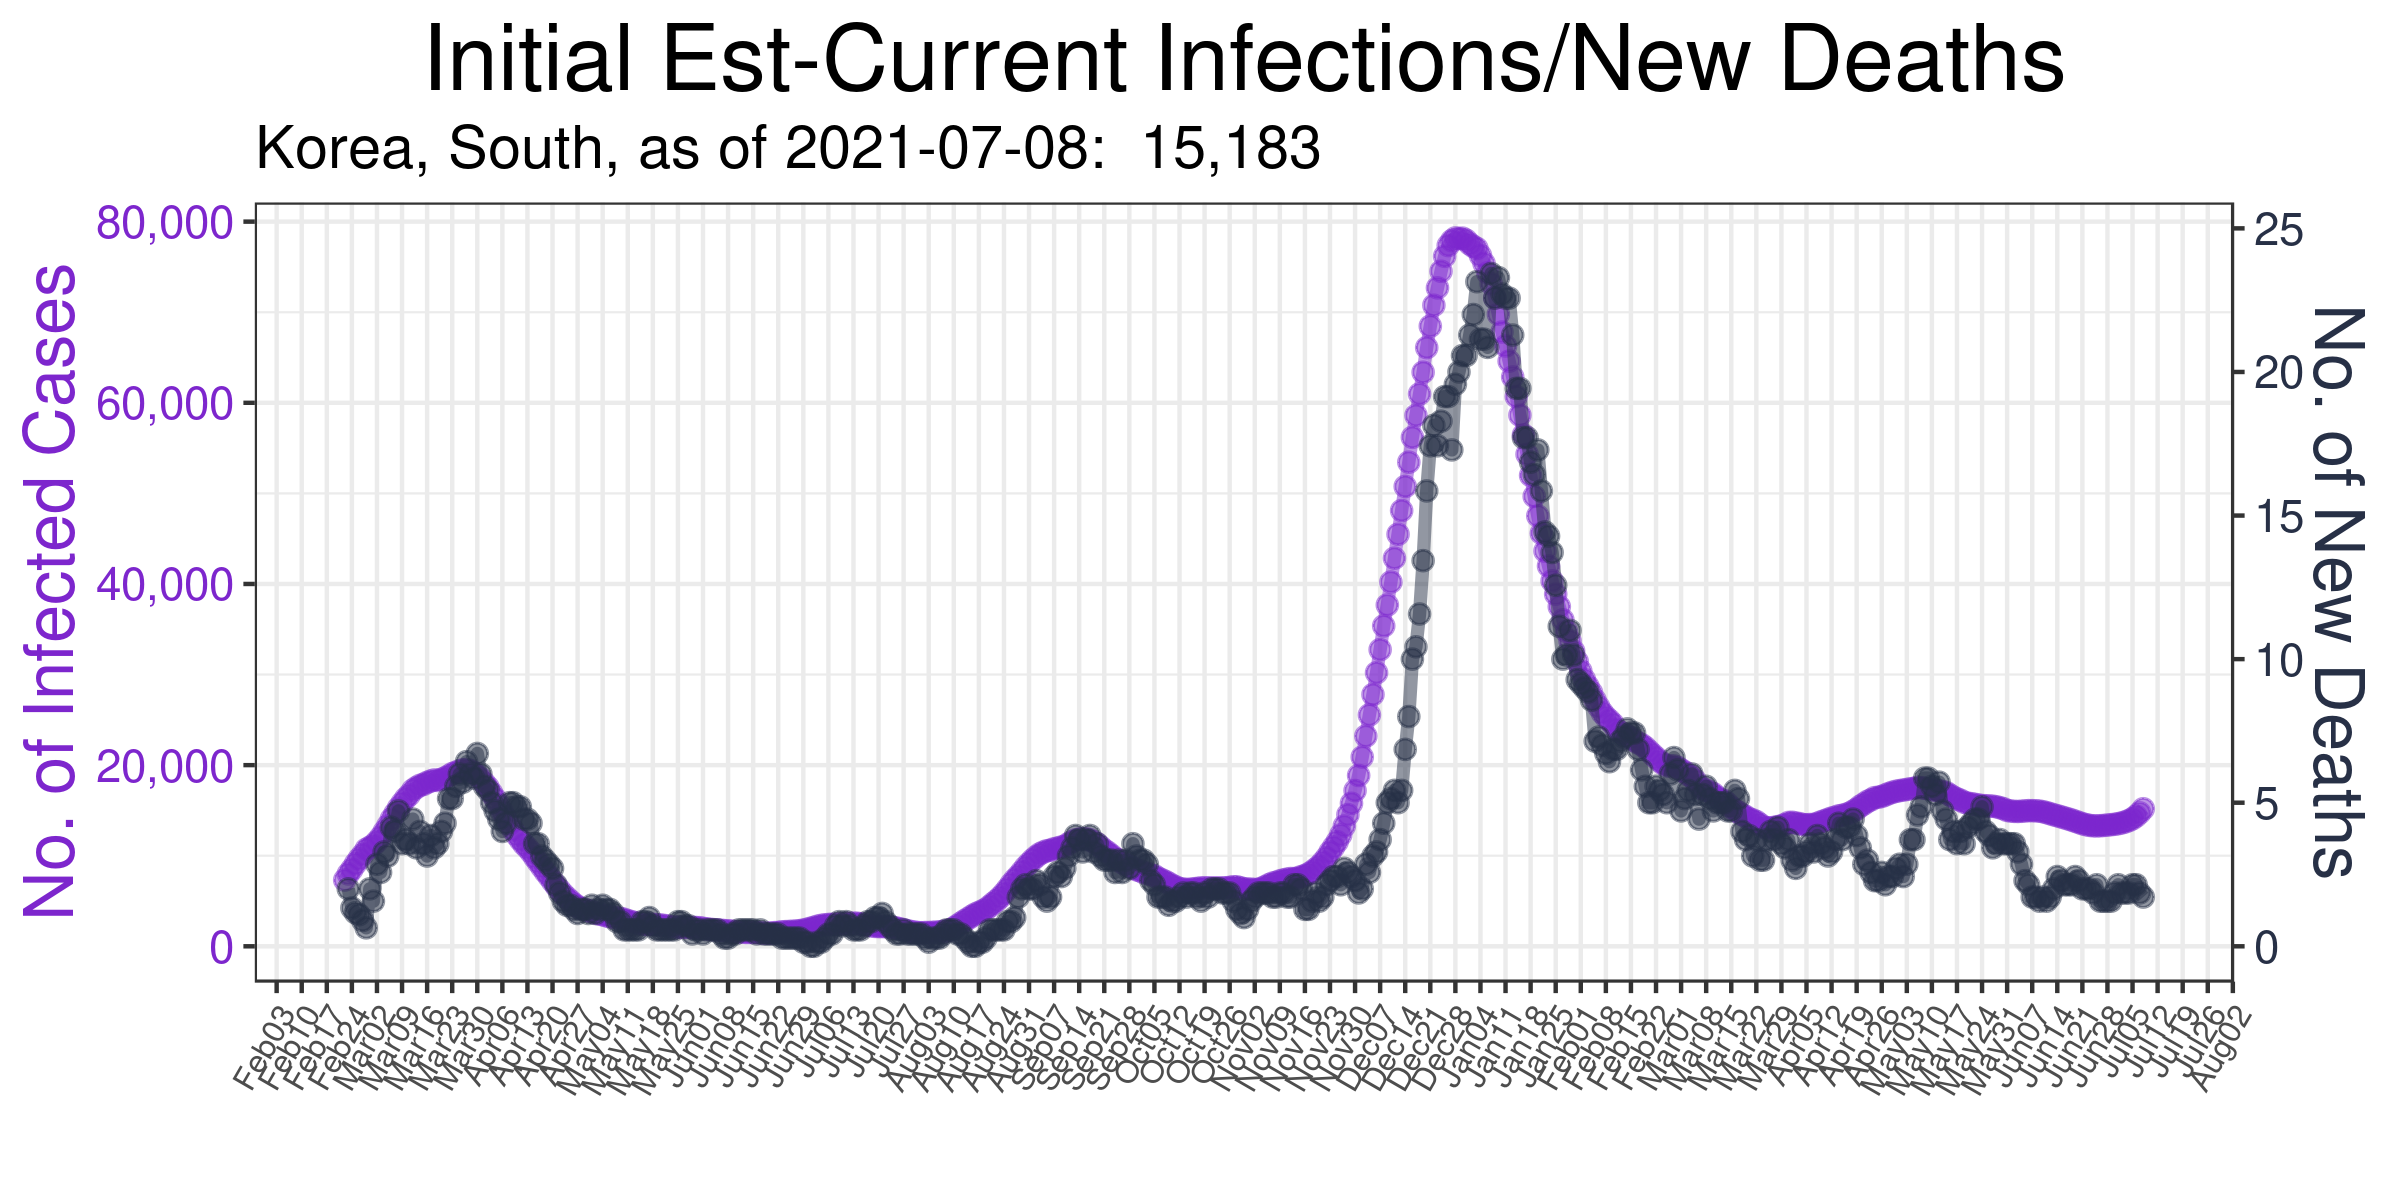 Initial Est-Current Infections/New Deaths
Korea, South, as of 2021-07-08:  15,183
No. of Infected Cases
80,000
60,000
40,000
20,000
0
25
20
15
10
5
0
No. of New Deaths
Feb03
Feb10
Feb17
Feb24
Mar02
Mar09
Mar16
Mar23
Mar30
Apr06
Apr13
Apr20
Apr27
May04
May11
May18
May25
Jun01
Jun08
Jun15
Jun22
Jun29
Jul06
Jul13
Jul20
Jul27
Aug03
Aug10
Aug17
Aug24
Aug31
Sep07
Sep14
Sep21
Sep28
Oct05
Oct12
Oct19
Oct26
Nov02
Nov09
Nov16
Nov23
Nov30
Dec07
Dec14
Dec21
Dec28
Jan04
Jan11
Jan18
Jan25
Feb01
Feb08
Feb15
Feb22
Mar01
Mar08
Mar15
Mar22
Mar29
Apr05
Apr12
Apr19
Apr26
May03
May10
May17
May24
May31
Jun07
Jun14
Jun21
Jun28
Jul05
Jul12
Jul19
Jul26
Aug02